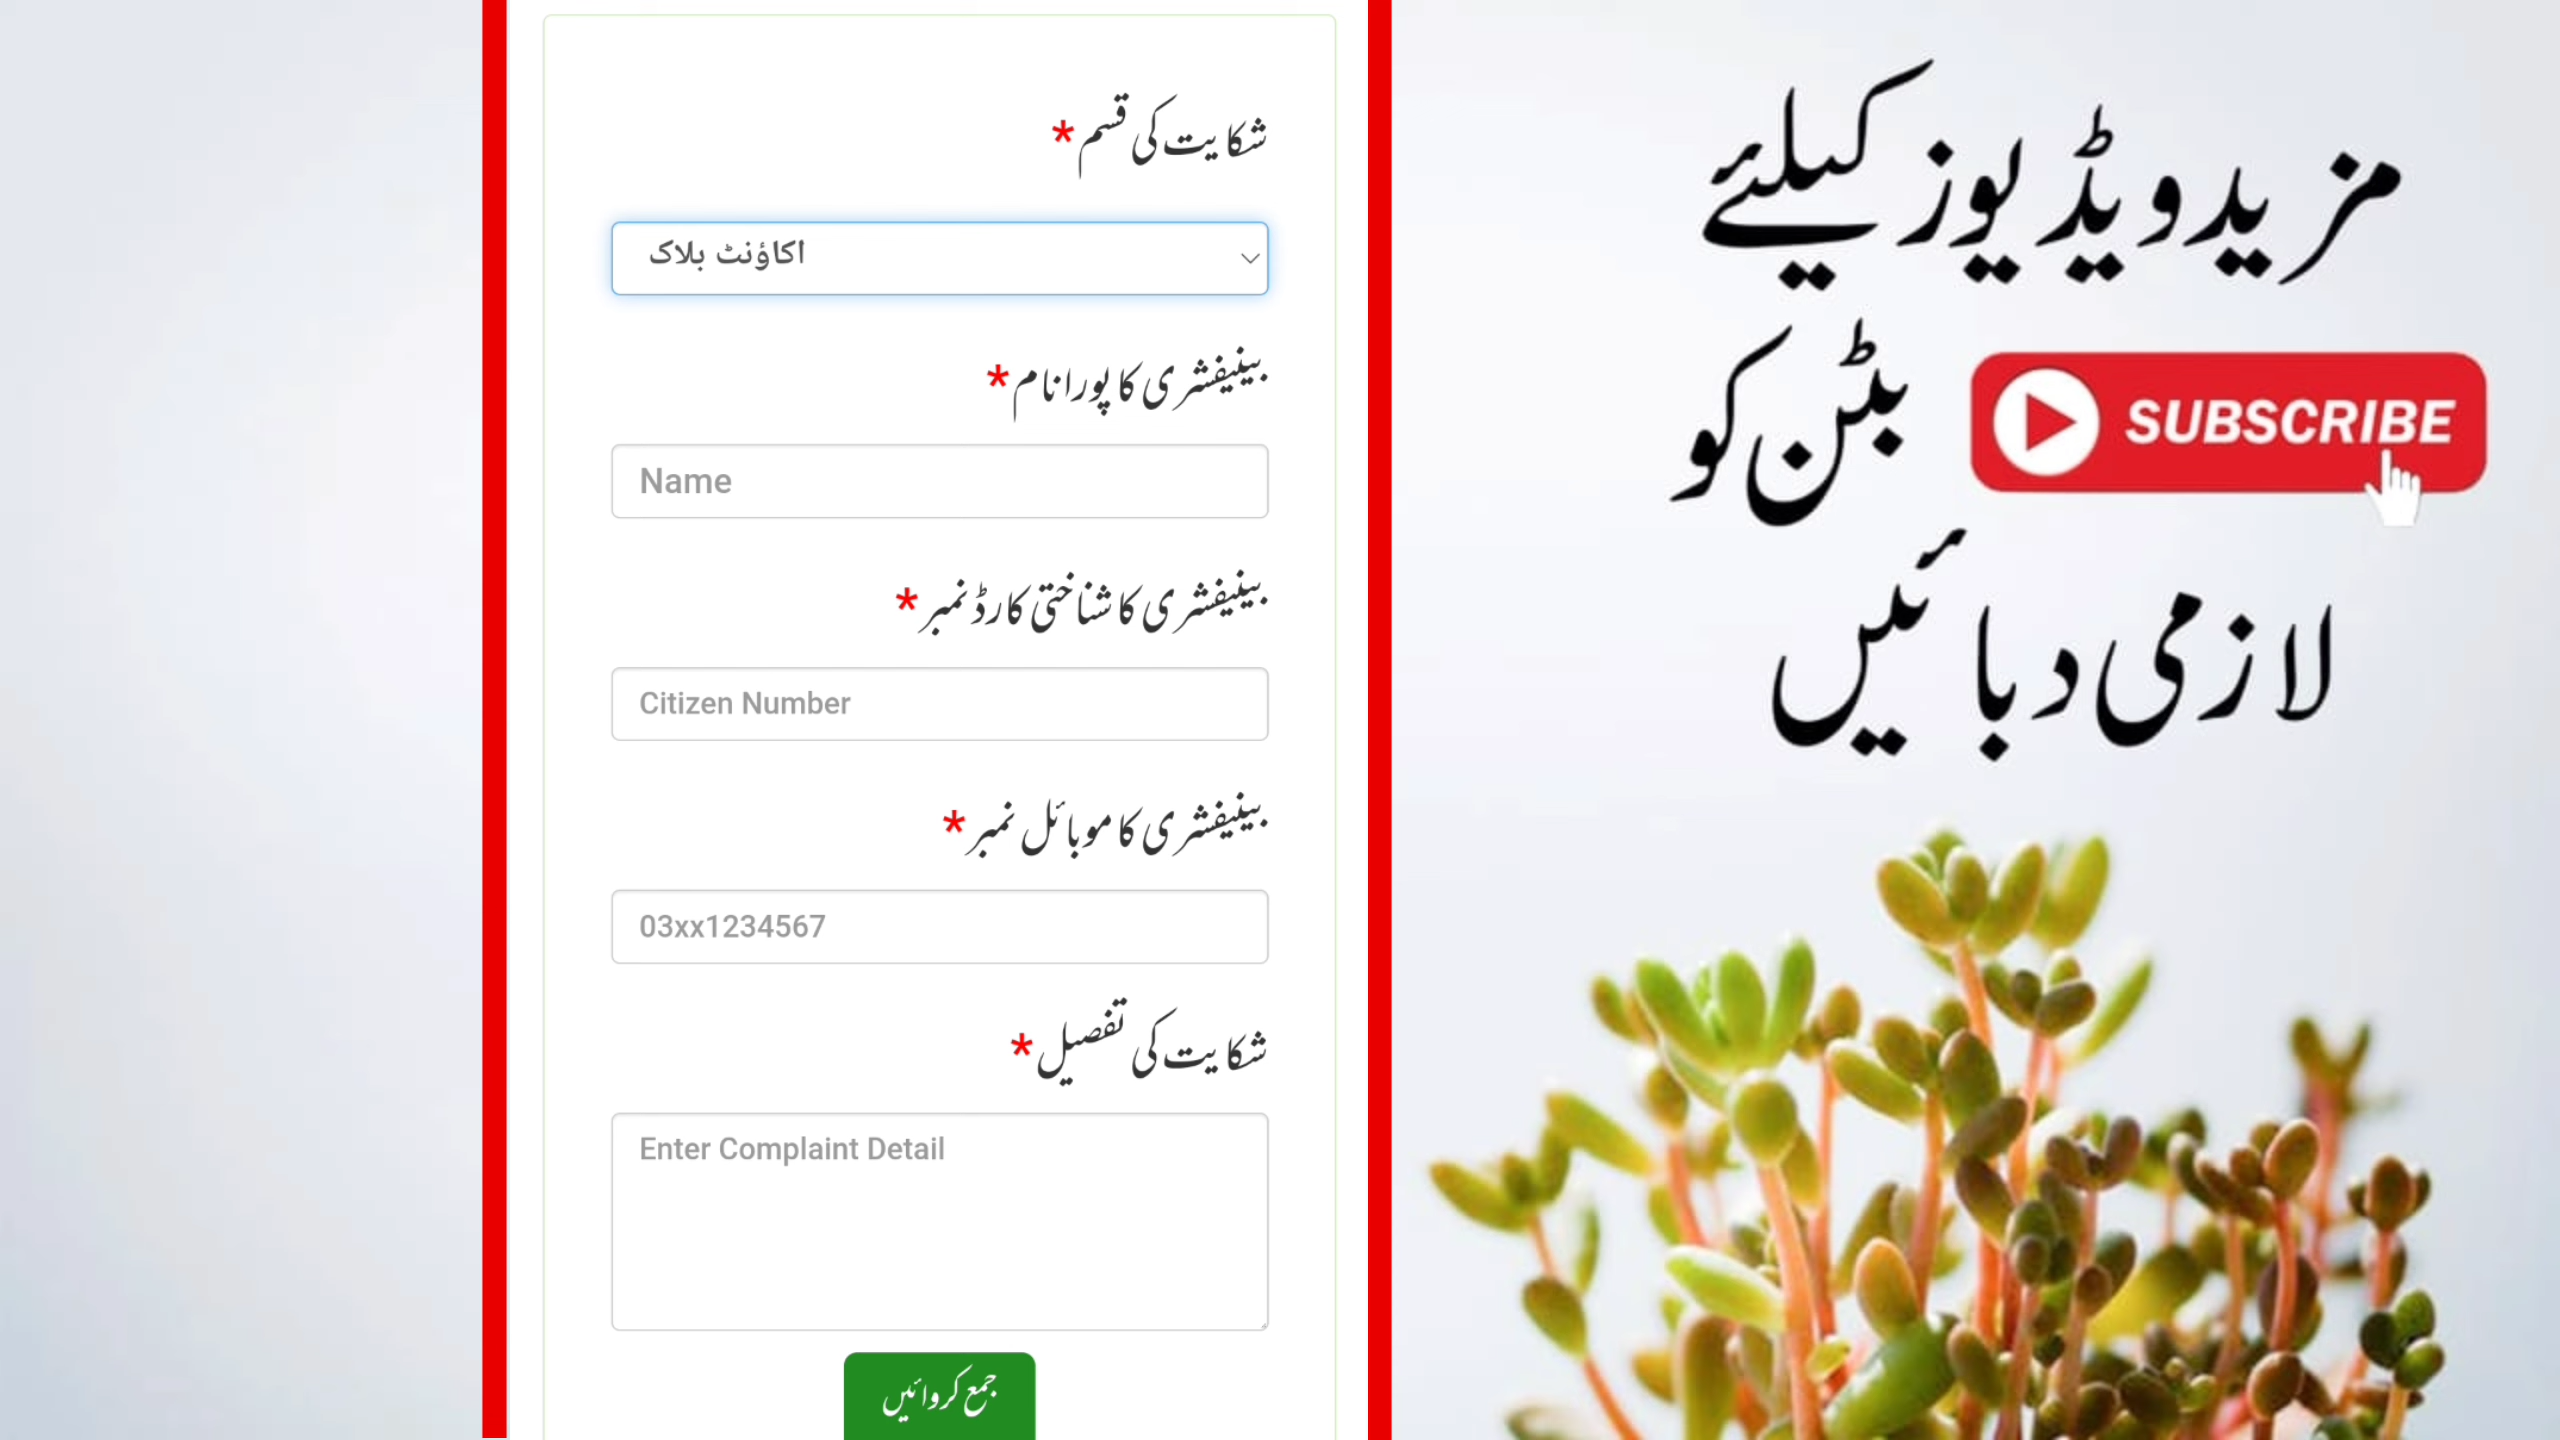 شکایت کی قسم *
اکاؤنٹ بلاک
بینیفشری کا پورا نام *
Name
بینیفشری کا شناختی کارڈ نمبر *
Citizen Number
بینیفشری کا موبائل نمبر *
03xx1234567
شکایت کی تفصیل *
Enter Complaint Detail
جمع کروائیں
مزید ویڈیوز کیلئے
SUBSCRIBE بٹن کو
لازمی دبائیں